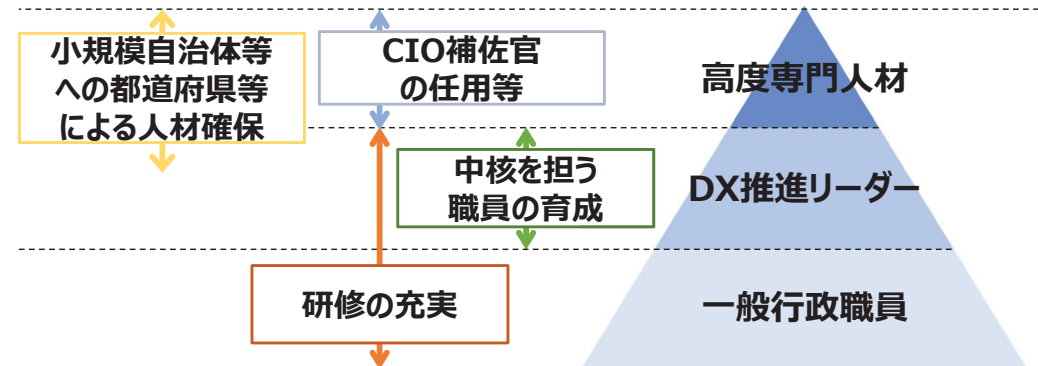 小規模自治体等
への都道府県等
による人材確保
CIO補佐官
の任用等
高度専門人材
中核を担う
職員の育成
DX推進リーダー
研修の充実
一般行政職員